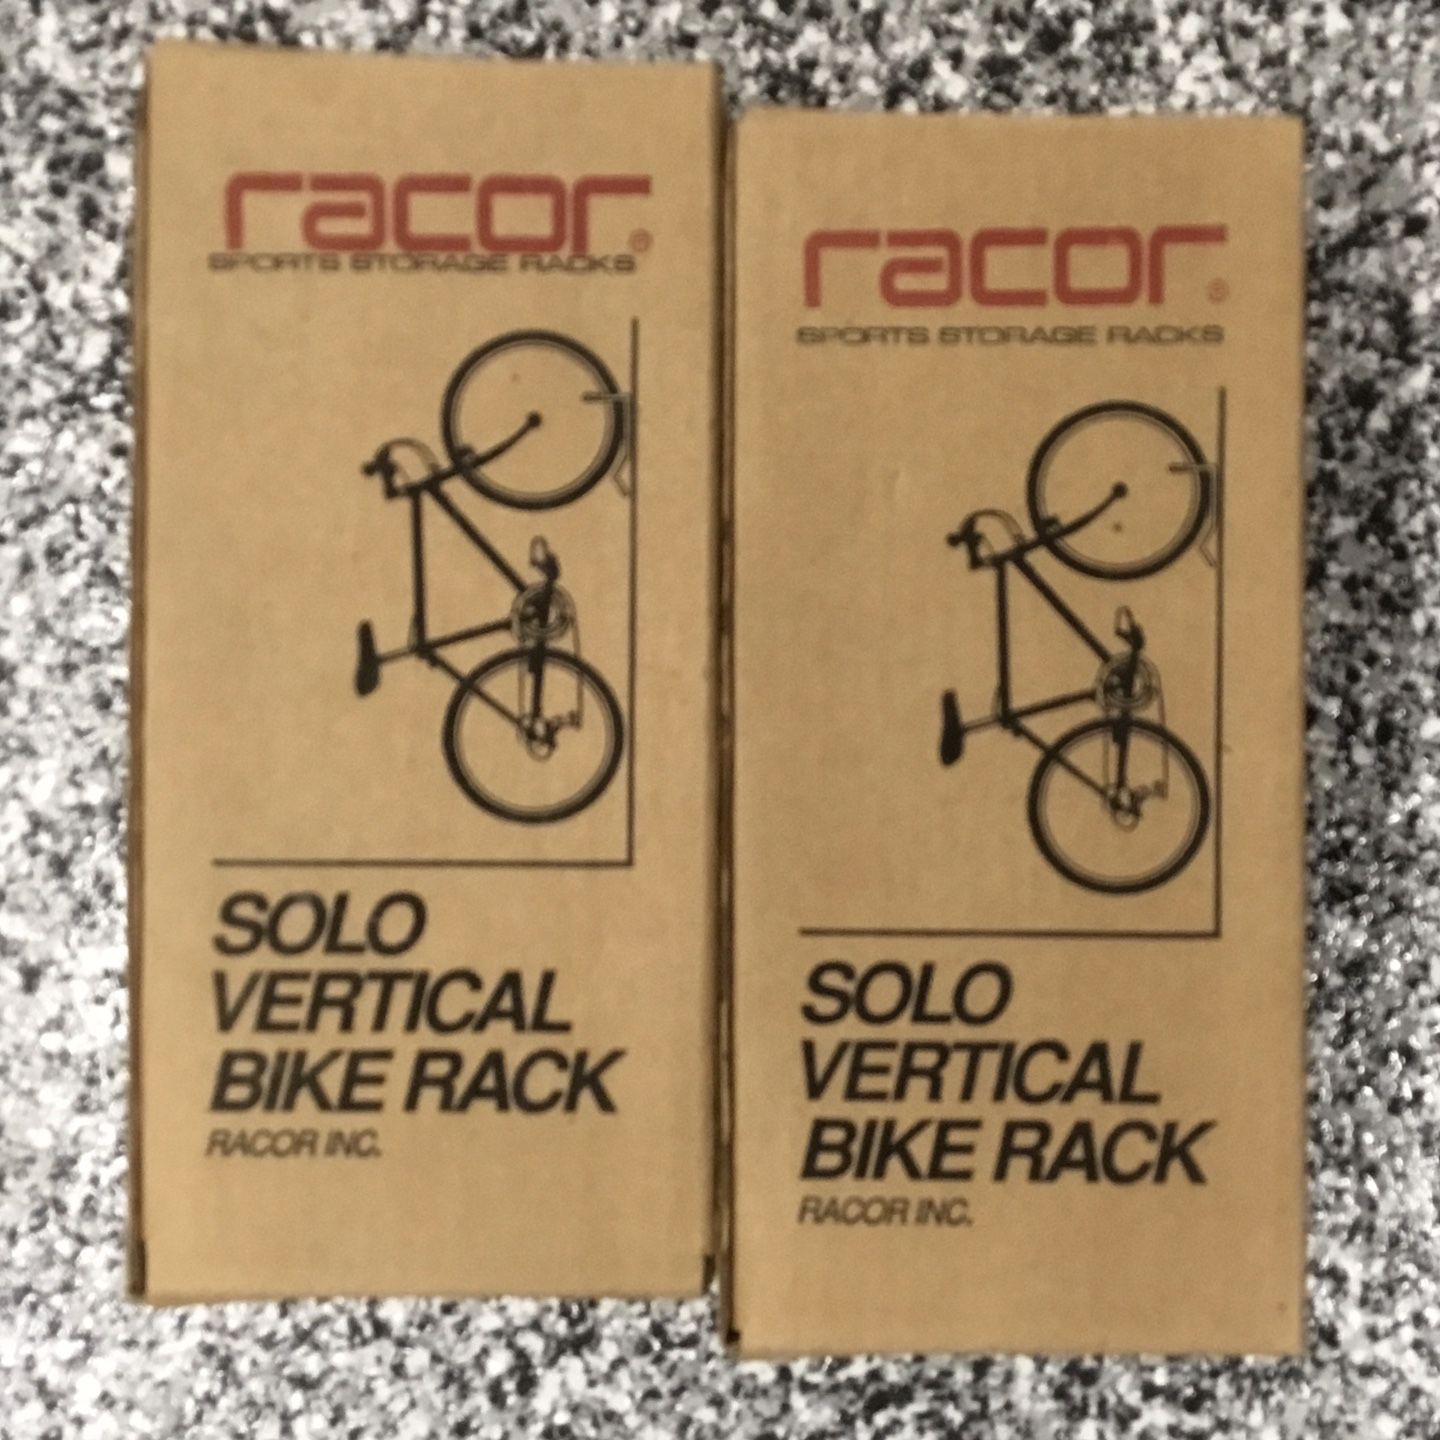 racor®
SPORTS STORAGE RACKS
SOLO
VERTICAL
BIKE RACK
RACOR INC.
racor®
SPORTS STORAGE RACKS
SOLO
VERTICAL
BIKE RACK
RACOR INC.